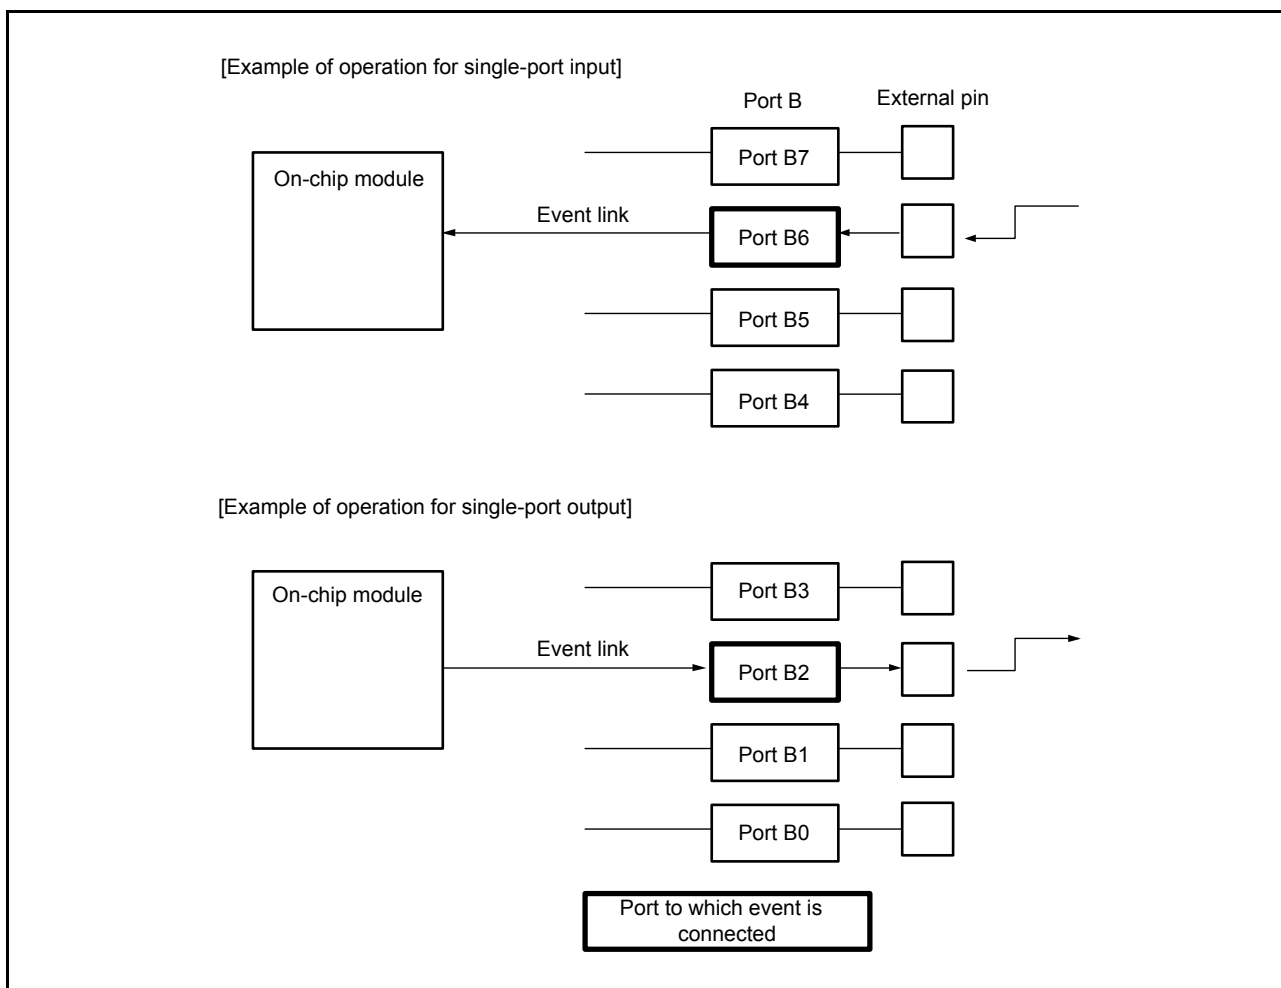 [Example of operation for single-port input]
Port B
External pin
Port B7
On-chip module
Event link
Port B6
Port B5
Port B4
[Example of operation for single-port output]
On-chip module
Port B3
Event link
Port B2
Port B1
Port B0
Port to which event is
connected